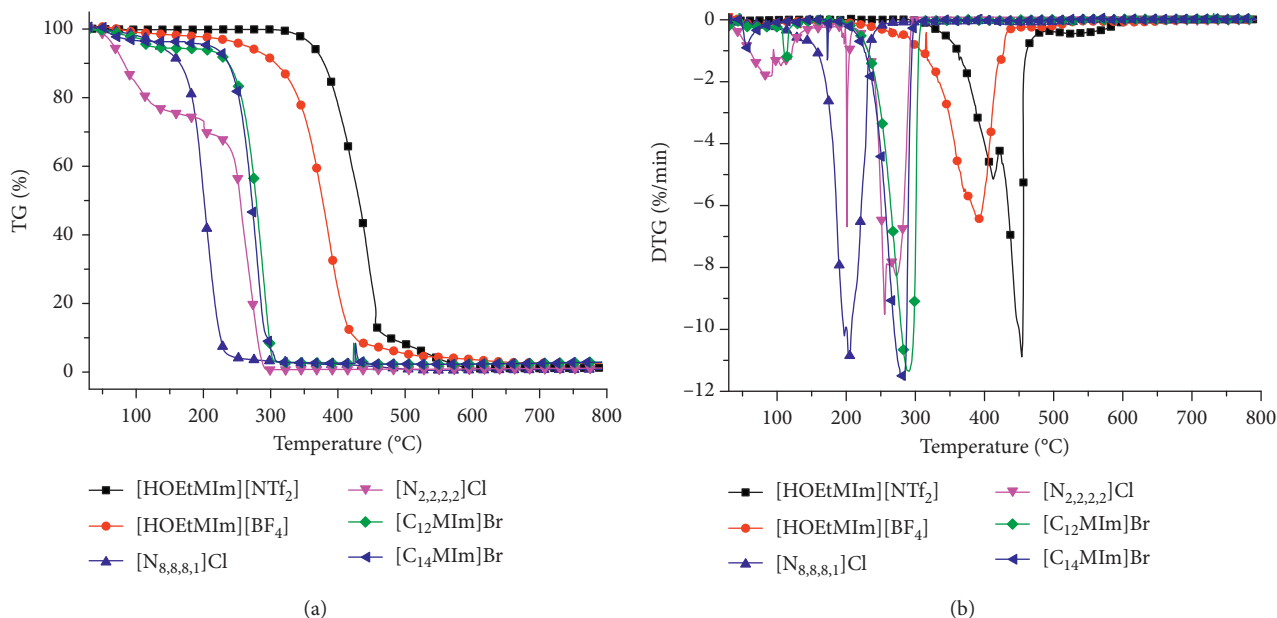 100
80
60
40
20
0
TG (%)
100 200 300 400 500 600 700 800
Temperature (°C)
[HOEtMIm][NTf₂]
[HOEtMIm][BF₄]
[N₈,₈,₈,₁]Cl
[N₂,₂,₂,₂]Cl
[C₁₂MIm]Br
[C₁₄MIm]Br
(a)
0
−2
−4
−6
−8
−10
−12
DTG (%/min)
100 200 300 400 500 600 700 800
Temperature (°C)
[HOEtMIm][NTf₂]
[HOEtMIm][BF₄]
[N₈,₈,₈,₁]Cl
[N₂,₂,₂,₂]Cl
[C₁₂MIm]Br
[C₁₄MIm]Br
(b)